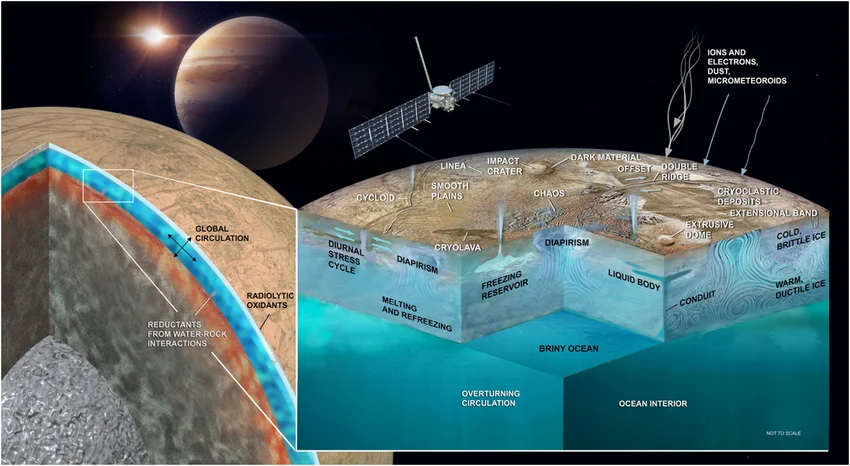 IONS AND
ELECTRONS,
DUST,
MICROMETEOROIDS
LINEA
IMPACT
CRATER
DARK MATERIAL
OFFSET
DOUBLE
RIDGE
CYCLOID
SMOOTH
PLAINS
CHAOS
CRYOCLASTIC
DEPOSITS
EXTENSIONAL BAND
EXTRUSIVE
DOME
CRYOLAVA
DIURNAL
STRESS
CYCLE
DIAPIRISM
FREEZING
RESERVOIR
DIAPIRISM
LIQUID BODY
COLD,
BRITTLE ICE
WARM,
DUCTILE ICE
CONDUIT
MELTING
AND REFREEZING
GLOBAL
CIRCULATION
RADIOLYTIC
OXIDANTS
REDUCTANTS
FROM WATER-ROCK
INTERACTIONS
BRINY OCEAN
OVERTURNING
CIRCULATION
OCEAN INTERIOR
NOT TO SCALE